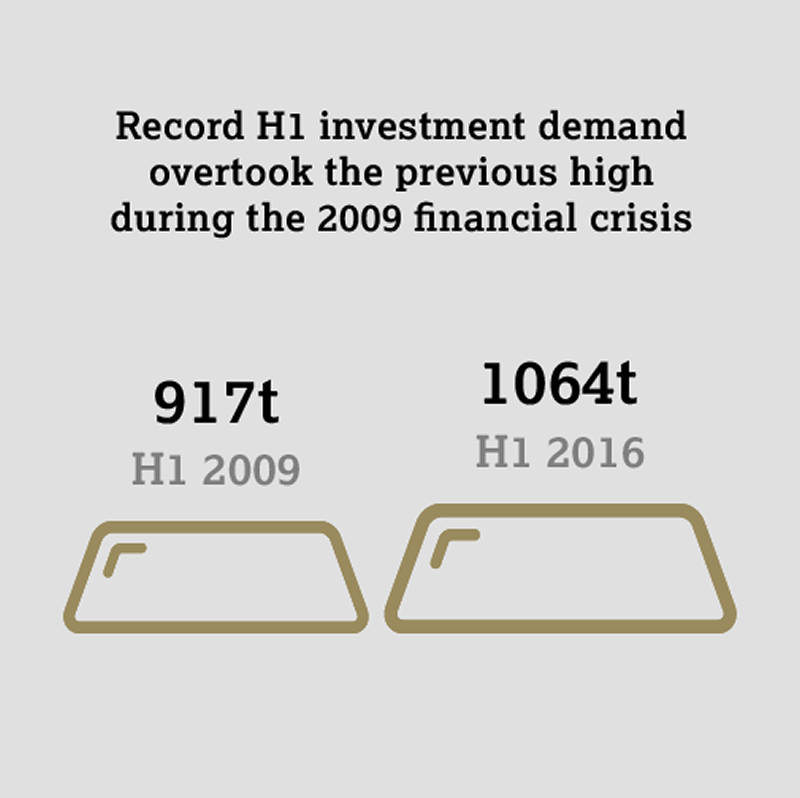 Record H1 investment demand
overtook the previous high
during the 2009 financial crisis
917t
H1 2009
1064t
H1 2016